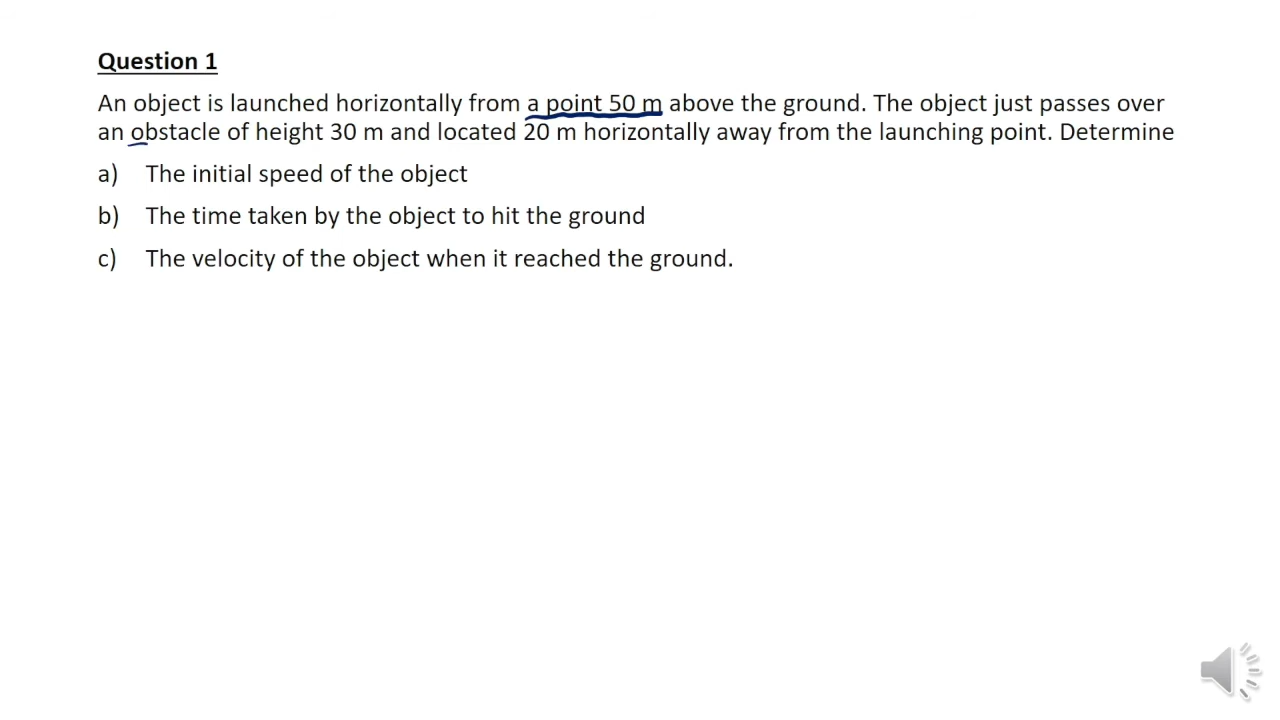 Question 1
An object is launched horizontally from a point 50 m above the ground. The object just passes over
an obstacle of height 30 m and located 20 m horizontally away from the launching point. Determine
a) The initial speed of the object
b) The time taken by the object to hit the ground
c) The velocity of the object when it reached the ground.